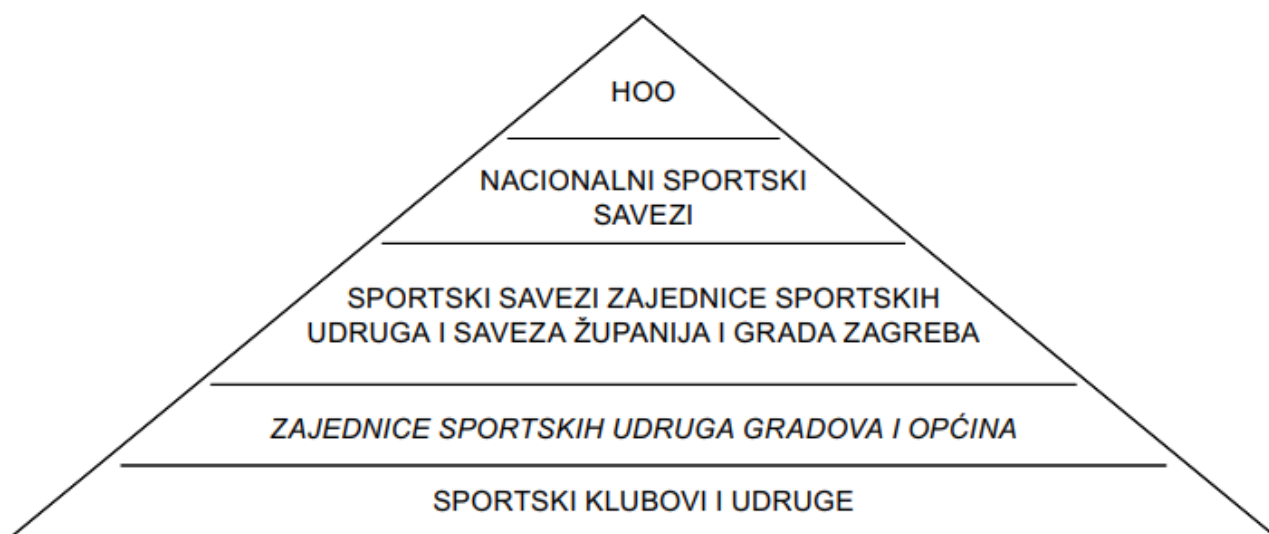 HOO
NACIONALNI SPORTSKI
SAVEZI
SPORTSKI SAVEZI ZAJEDNICE SPORTSKIH
UDRUGA I SAVEZA ŽUPANIJA I GRADA ZAGREBA
ZAJEDNICE SPORTSKIH UDRUGA GRADOVA I OPĆINA
SPORTSKI KLUBOVI I UDRUGE